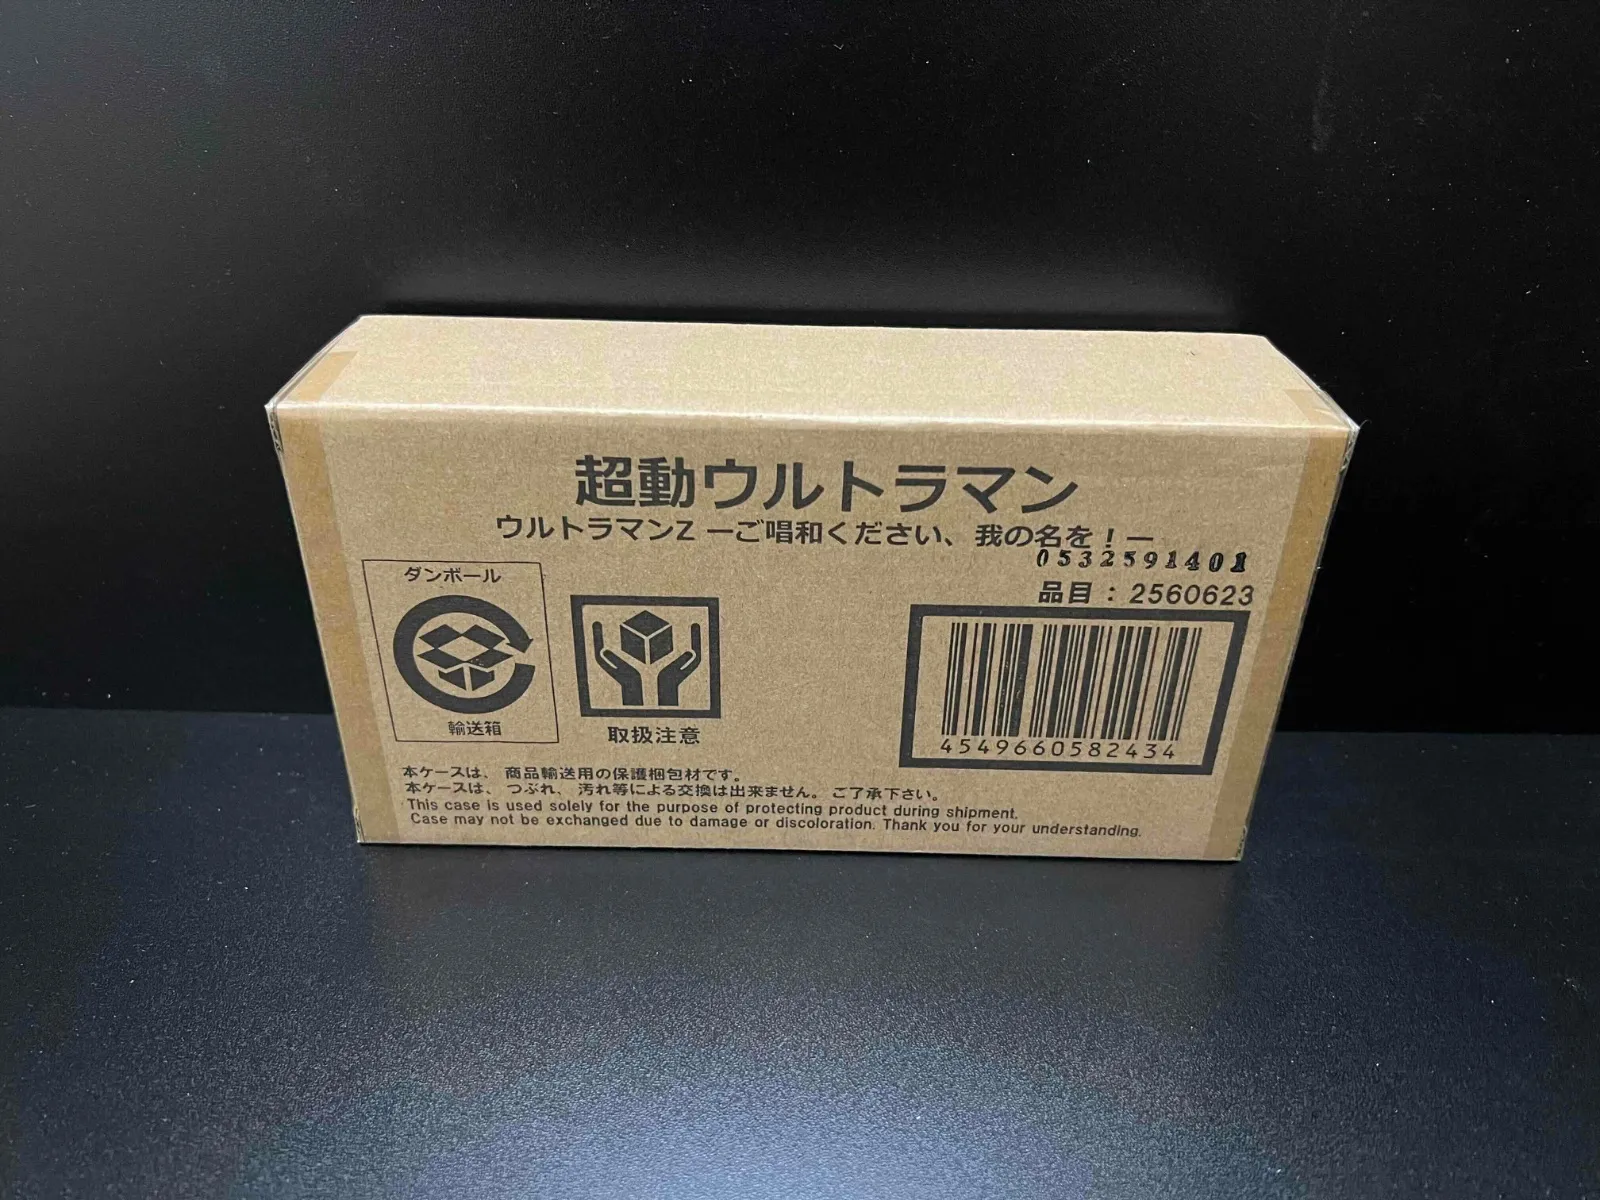 超動ウルトラマン
ウルトラマンZ ーご唱和ください、我の名を！ー
0532591401
品目：2560623
ダンボール
輸送箱
取扱注意
4549660582434
本ケースは、商品輸送用の保護梱包材です。
本ケースは、つぶれ、汚れ等による交換は出来ません。ご了承下さい。
This case is used solely for the purpose of protecting product during shipment.
Case may not be exchanged due to damage or discoloration. Thank you for your understanding.